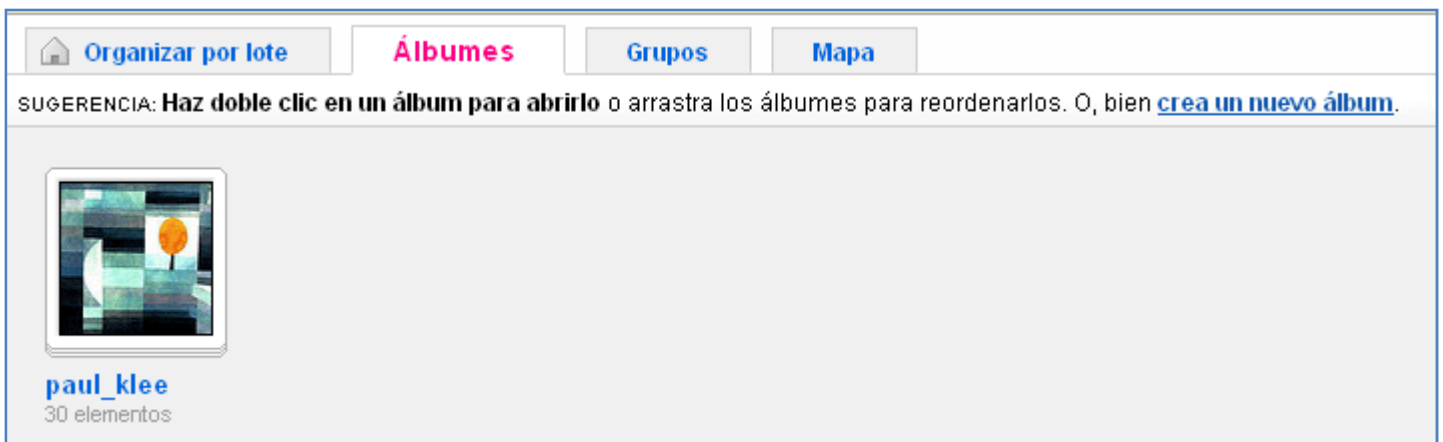 Organizar por lote Álbumes Grupos Mapa
SUGERENCIA: Haz doble clic en un álbum para abrirlo o arrastra los álbumes para reordenarlos. O, bien crea un nuevo álbum.
paul_klee
30 elementos